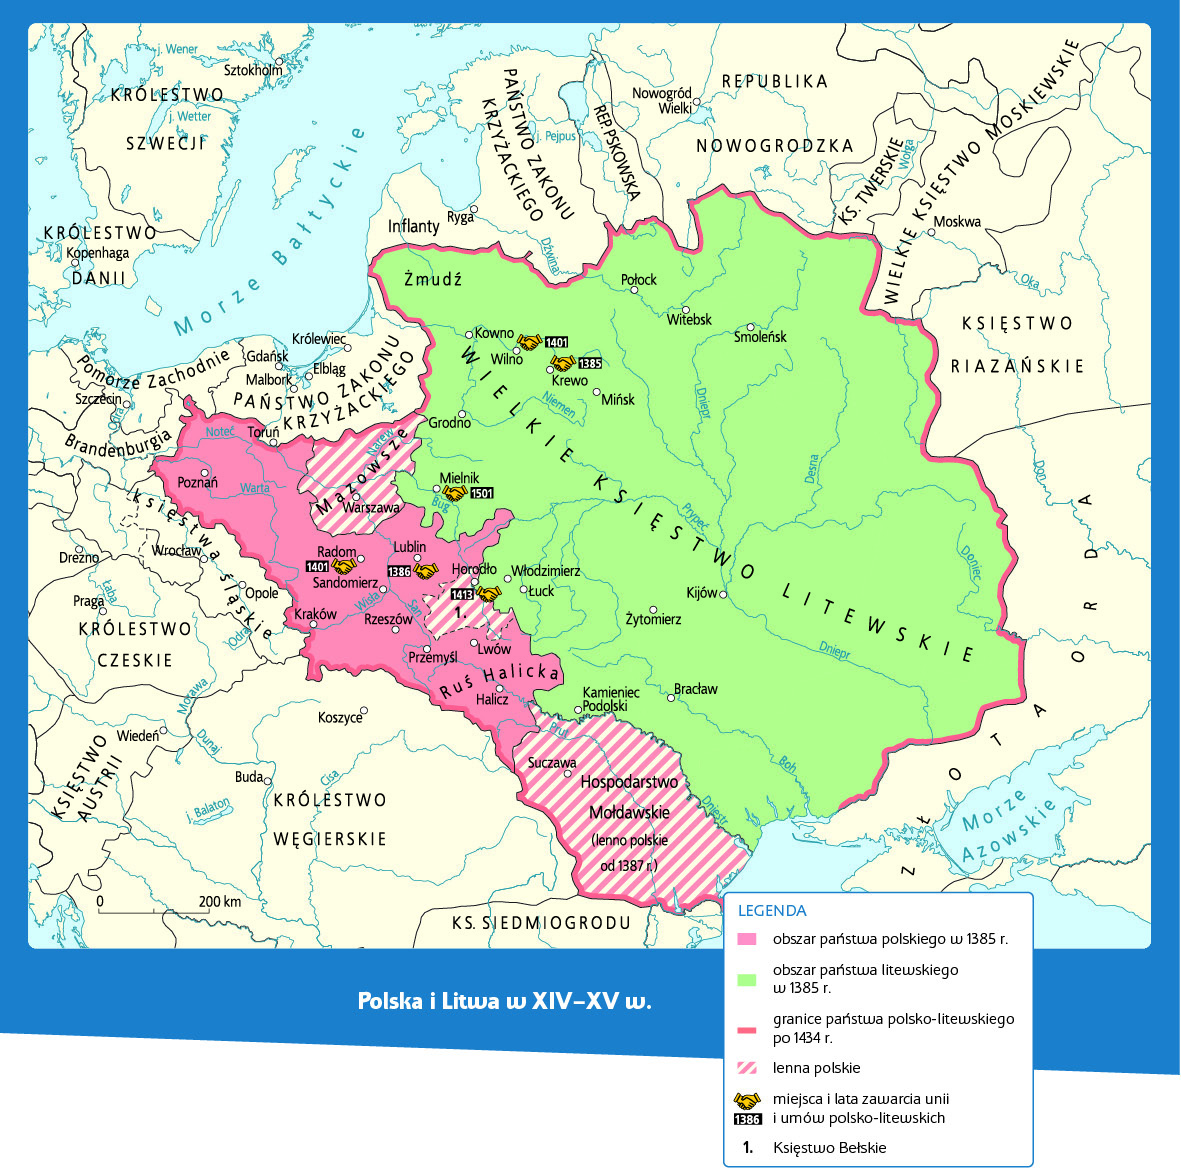 j. Wener
Sztokholm
KRÓLESTWO
j. Wetter
SZWECJI
KRÓLESTWO
Kopenhaga
DANII
Morze Bałtyckie
PAŃSTWO ZAKONU
KRZYŻACKIEGO
j. Pejpus
REP. PSKOWSKA
Nowogród
Wielki
REPUBLIKA
NOWOGRODZKA
KS. TWERSKIE
Wołga
WIELKIE KSIĘSTWO MOSKIEWSKIE
Moskwa
Oka
Inflanty
Ryga
Dźwina
Żmudź
Połock
Witebsk
Smoleńsk
KSIĘSTWO
RIAZAŃSKIE
Kowno
1401
Wilno
1385
Krewo
Mińsk
Niemen
Dniepr
Grodno
Królewiec
Gdańsk
Elbląg
Malbork
PAŃSTWO ZAKONU
KRZYŻACKIEGO
Pomorze Zachodnie
Szczecin
Odra
Brandenburgia
Noteć
Toruń
Narew
Mazowsze
Warszawa
Poznań
Warta
Mielnik
1501
Bug
WIELKIE KSIĘSTWO LITEWSKIE
Prypeć
Desna
Don
Doniec
Księstwa śląskie
Drezno
Wrocław
Łaba
Opole
Praga
KRÓLESTWO
CZESKIE
Odra
Radom
1401
Lublin
1386
Sandomierz
Horodło
1413
1.
Włodzimierz
Łuck
Wisła
San
Kraków
Rzeszów
Przemyśl
Lwów
Ruś Halicka
Halicz
Kijów
Żytomierz
Dniepr
Bracław
Kamieniec
Podolski
Boh
ZŁOTA ORDA
Morze
Azowskie
Morawa
Wiedeń
Dunaj
KSIĘSTWO
AUSTRII
Koszyce
Buda
Cisa
j. Balaton
KRÓLESTWO
WĘGIERSKIE
Prut
Suczawa
Hospodarstwo
Mołdawskie
(lenno polskie
od 1387 r.)
Dniestr
0
200 km
KS. SIEDMIOGRODU
Polska i Litwa w XIV–XV w.
LEGENDA
obszar państwa polskiego w 1385 r.
obszar państwa litewskiego
w 1385 r.
granice państwa polsko-litewskiego
po 1434 r.
lenna polskie
miejsca i lata zawarcia unii
1386 i umów polsko-litewskich
1. Księstwo Bełskie